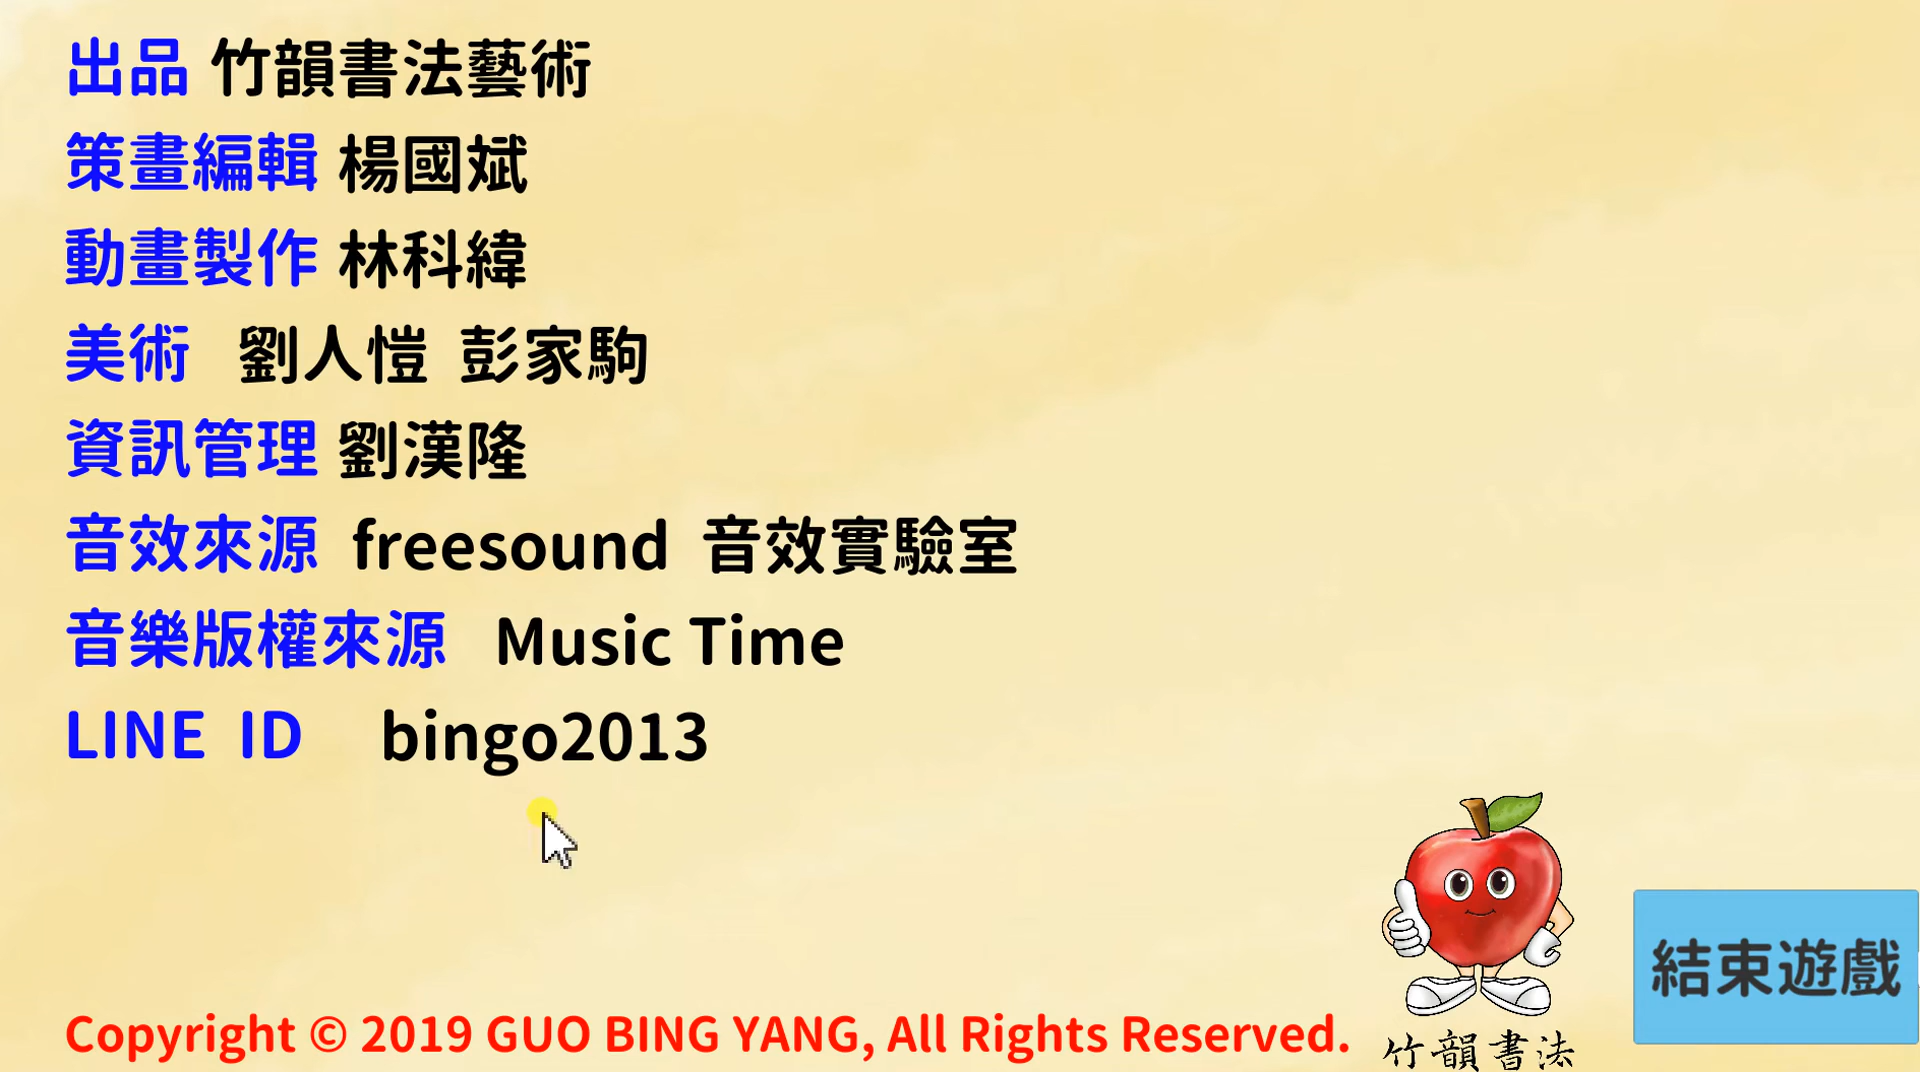 出品 竹韻書法藝術
策畫編輯 楊國斌
動畫製作 林科緯
美術 劉人愷 彭家駒
資訊管理 劉漢隆
音效來源 freesound 音效實驗室
音樂版權來源 Music Time
LINE ID bingo2013
結束遊戲
Copyright © 2019 GUO BING YANG, All Rights Reserved.
竹韻書法